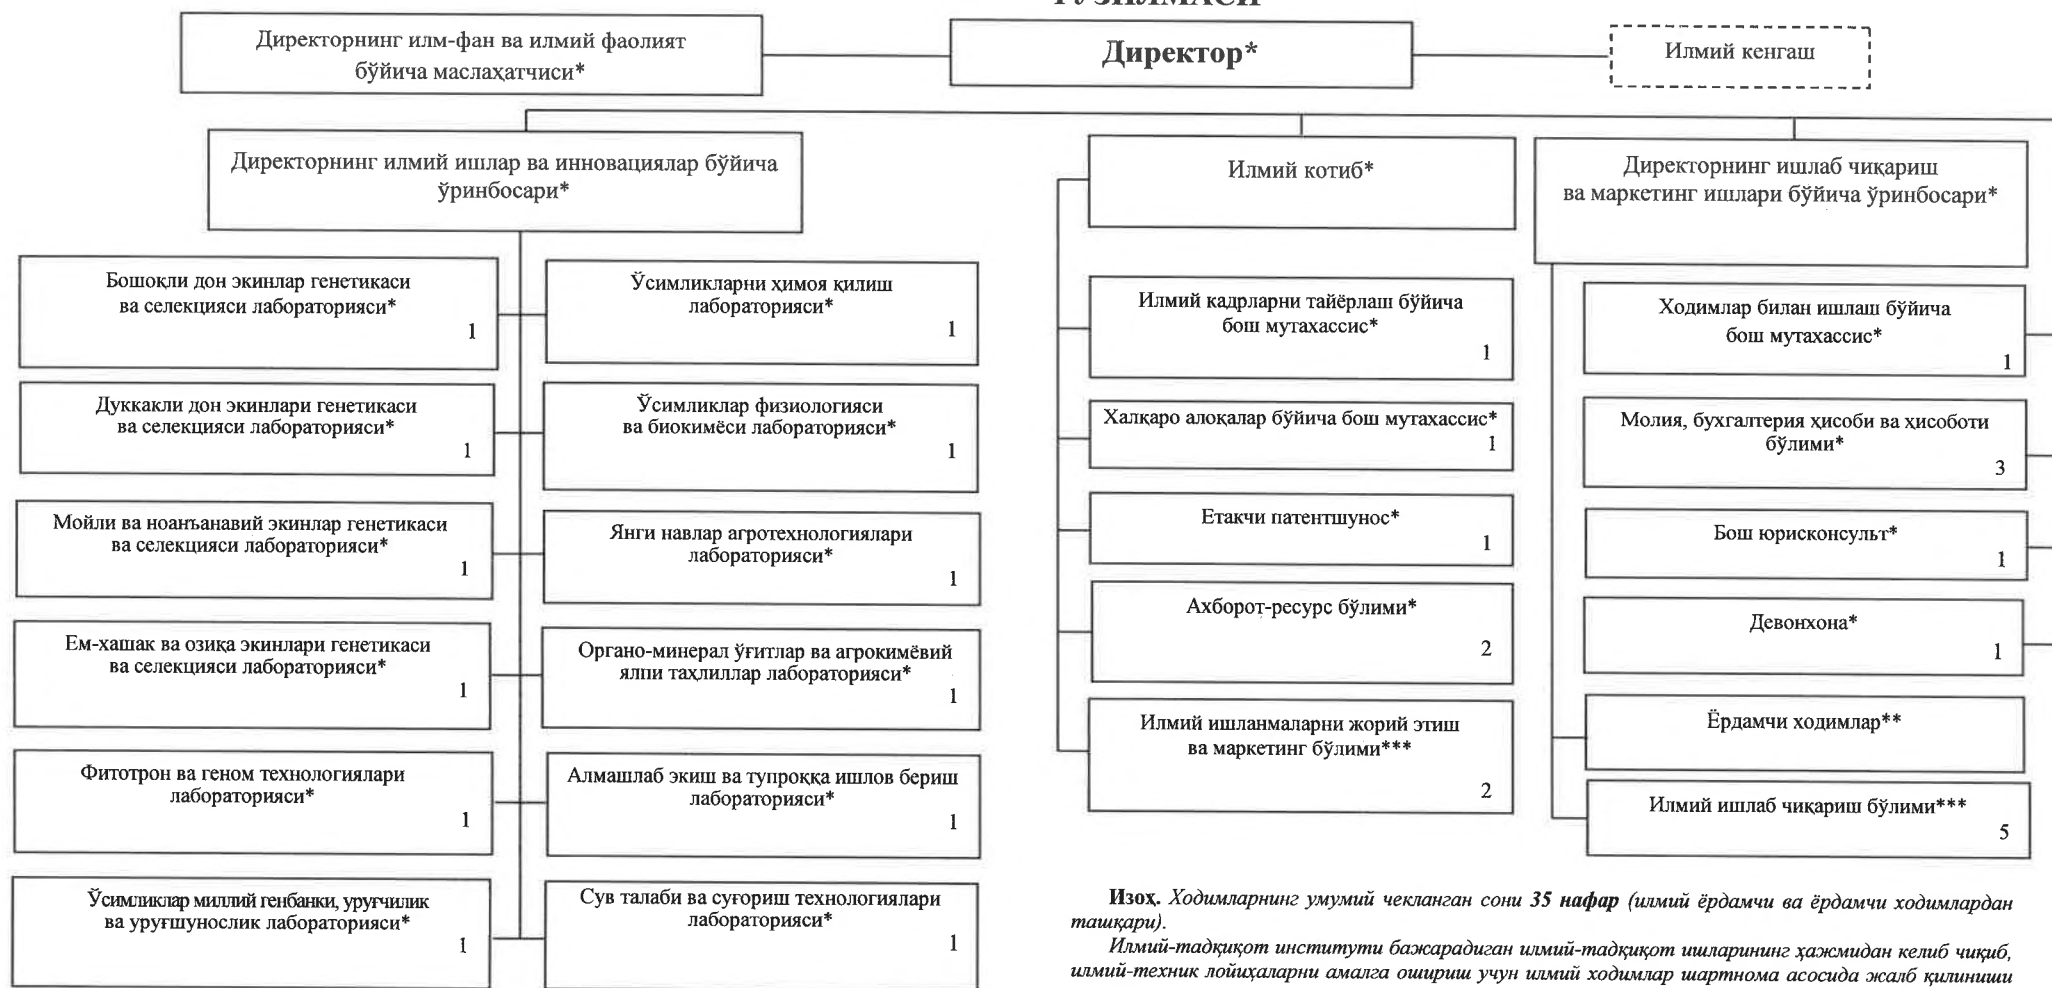 Директорнинг илм-фан ва илмий фаолият
бўйича маслаҳатчиси*
Директор*
Илмий кенгаш
Директорнинг илмий ишлар ва инновациялар бўйича
ўринбосари*
Илмий котиб*
Директорнинг ишлаб чиқариш
ва маркетинг ишлари бўйича ўринбосари*
Бошоқли дон экинлар генетикаси
ва селекцияси лабораторияси*
1
Дуккакли дон экинлари генетикаси
ва селекцияси лабораторияси*
1
Мойли ва ноанъанавий экинлар генетикаси
ва селекцияси лабораторияси*
1
Ем-хашак ва озиқа экинлари генетикаси
ва селекцияси лабораторияси*
1
Фитотрон ва геном технологиялари
лабораторияси*
1
Ўсимликлар миллий генбанки, уруғчилик
ва уруғшунослик лабораторияси*
1
Ўсимликларни ҳимоя қилиш
лабораторияси*
1
Ўсимликлар физиологияси
ва биокимёси лабораторияси*
1
Янги навлар агротехнологиялари
лабораторияси*
1
Органо-минерал ўғитлар ва агрокимёвий
ялпи таҳлиллар лабораторияси*
1
Алмашлаб экиш ва тупроққа ишлов бериш
лабораторияси*
1
Сув талаби ва суғориш технологиялари
лабораторияси*
1
Илмий кадрларни тайёрлаш бўйича
бош мутахассис*
1
Халқаро алоқалар бўйича бош мутахассис*
1
Етакчи патентшунос*
1
Ахборот-ресурс бўлими*
2
Илмий ишланмаларни жорий этиш
ва маркетинг бўлими***
2
Ходимлар билан ишлаш бўйича
бош мутахассис*
1
Молия, бухгалтерия ҳисоби ва ҳисоботи
бўлими*
3
Бош юрисконсульт*
1
Девонхона*
1
Ёрдамчи ходимлар**
Илмий ишлаб чиқариш бўлими***
5
Изоҳ. Ходимларнинг умумий чекланган сони 35 нафар (илмий ёрдамчи ва ёрдамчи ходимлардан
ташқари).
Илмий-тадқиқот институти бажарадиган илмий-тадқиқот ишларининг ҳажмидан келиб чиқиб,
илмий-техник лойиҳаларни амалга ошириш учун илмий ходимлар шартнома асосида жалб қилиниши